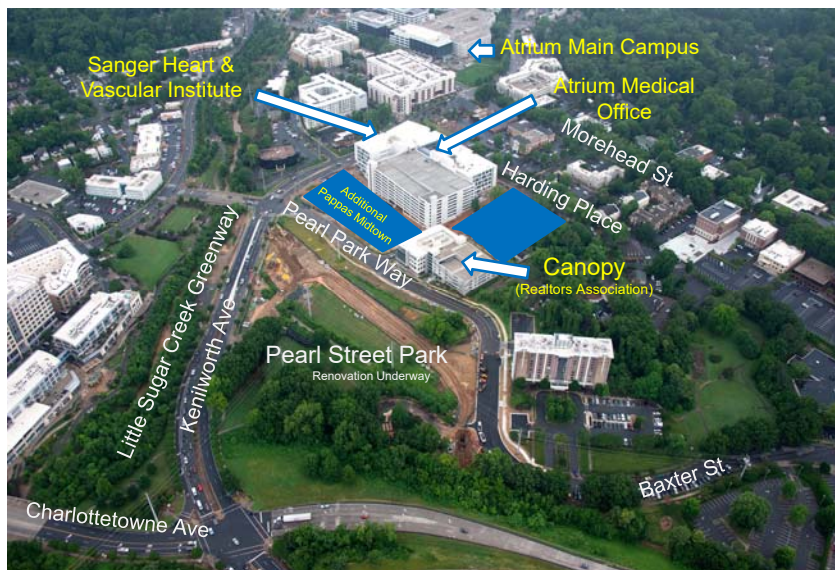 Atrium Main Campus
Sanger Heart &
Vascular Institute
Atrium Medical
Office
Morehead St
Harding Place
Additional
Pappas Midtown
Pearl Park Way
Little Sugar Creek Greenway
Kenilworth Ave
Canopy
(Realtors Association)
Pearl Street Park
Renovation Underway
Baxter St
Charlottetowne Ave